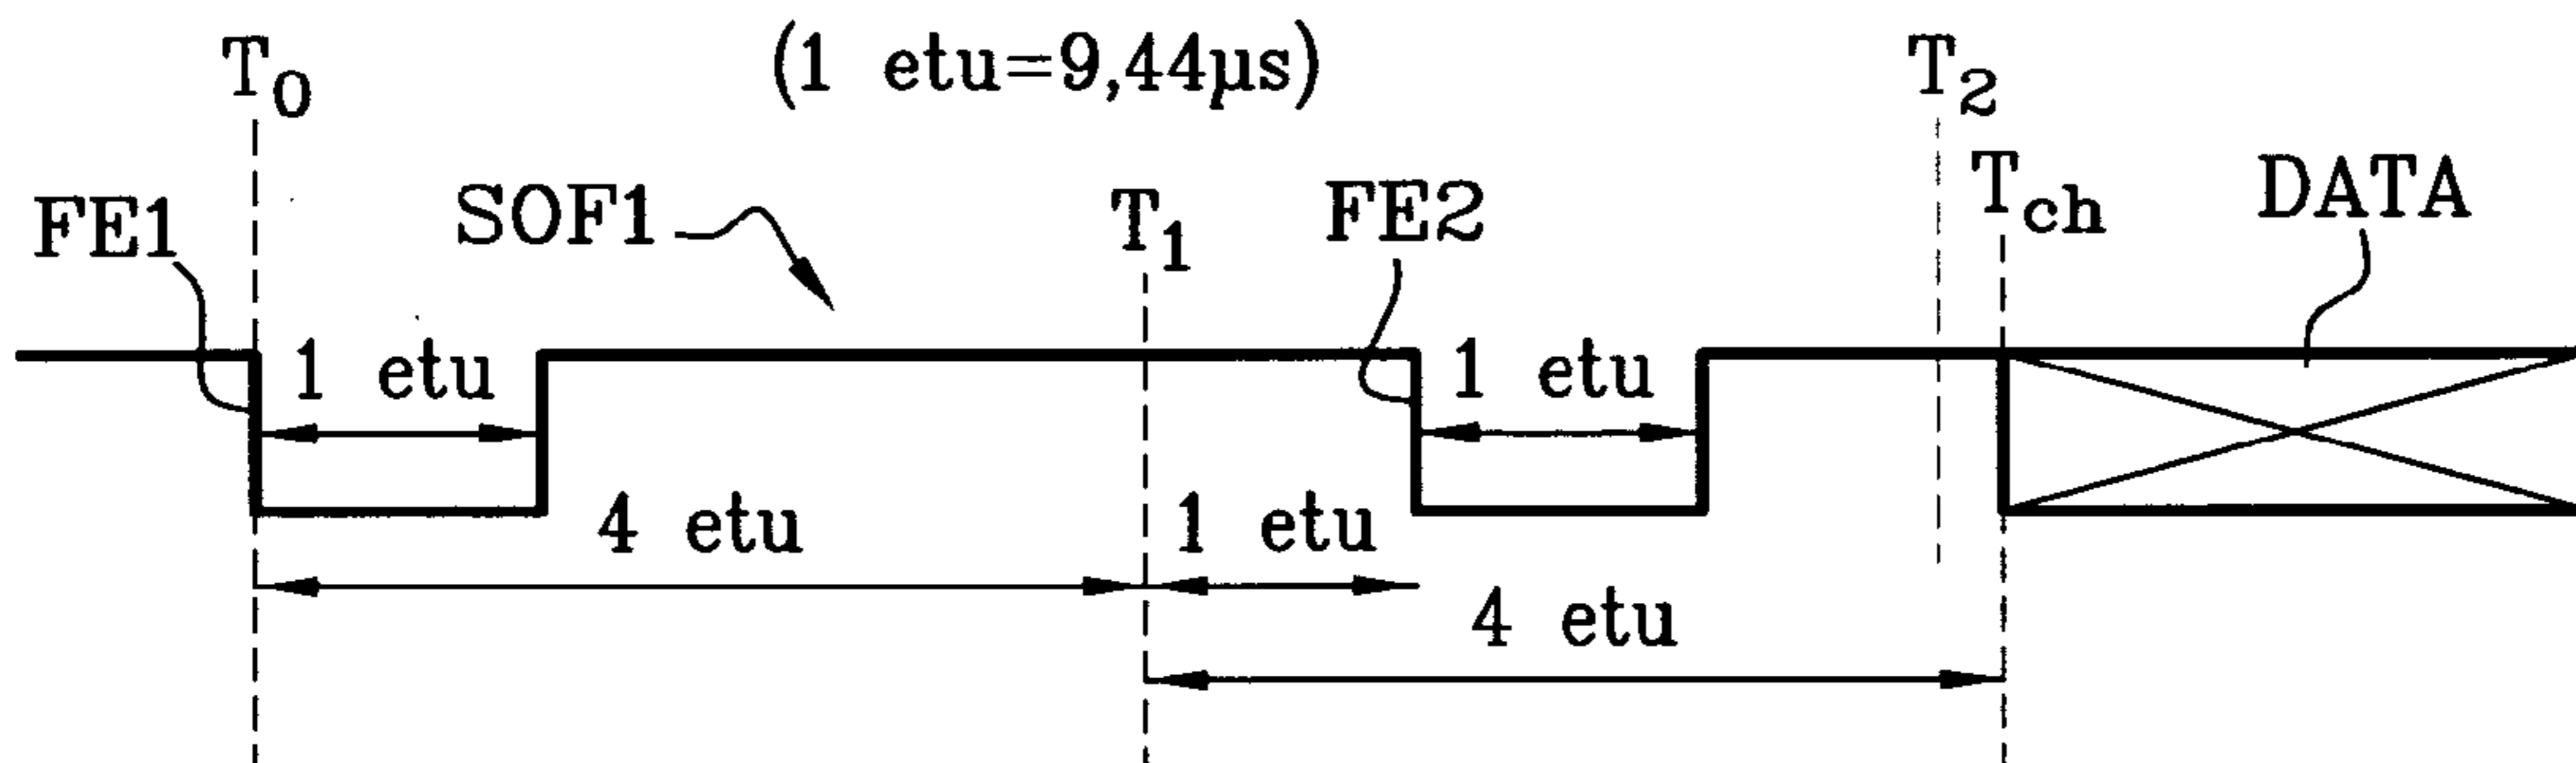 (1 etu=9,44µs)
T0
T2
Tch
DATA
FE1
SOF1
T1
FE2
1 etu
1 etu
4 etu
1 etu
4 etu